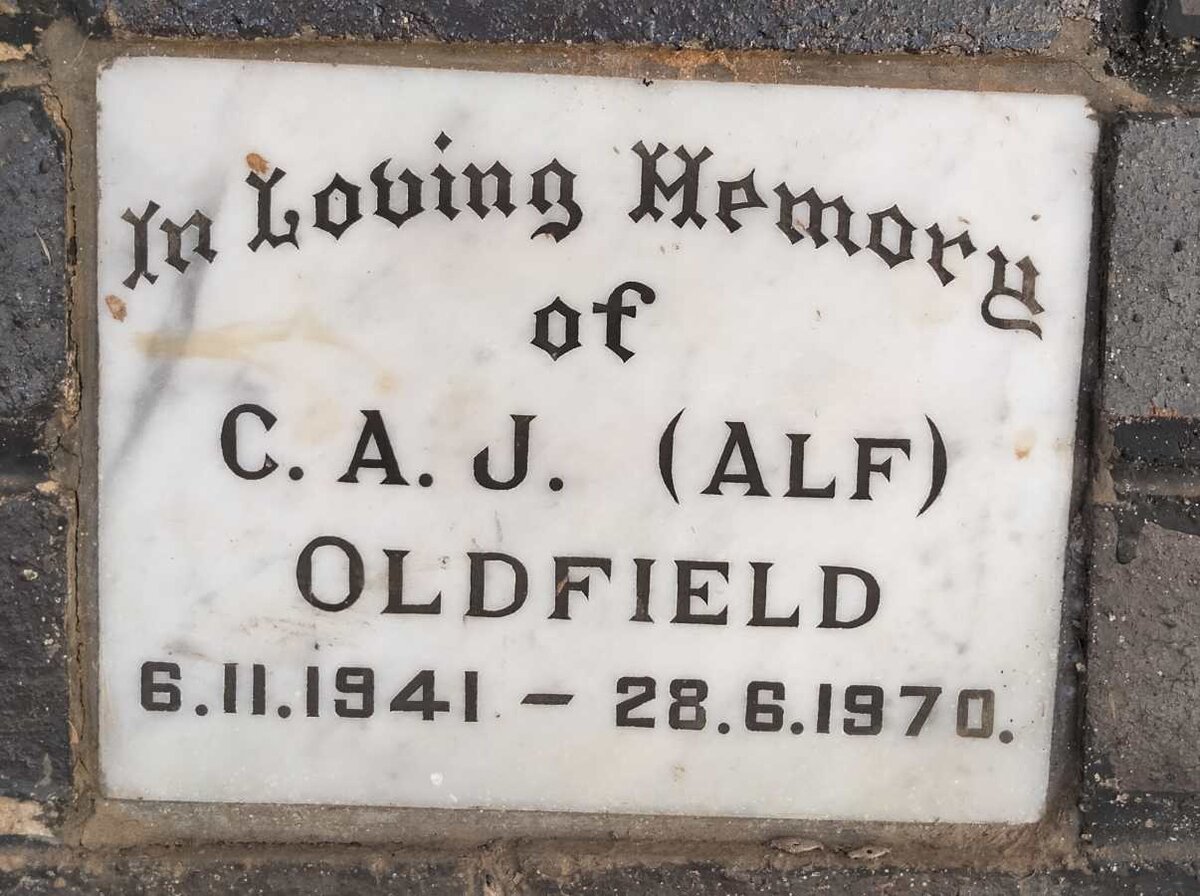 In Loving Memory
of
C. A. J. (ALF)
OLDFIELD
6.11.1941 – 28.6.1970.